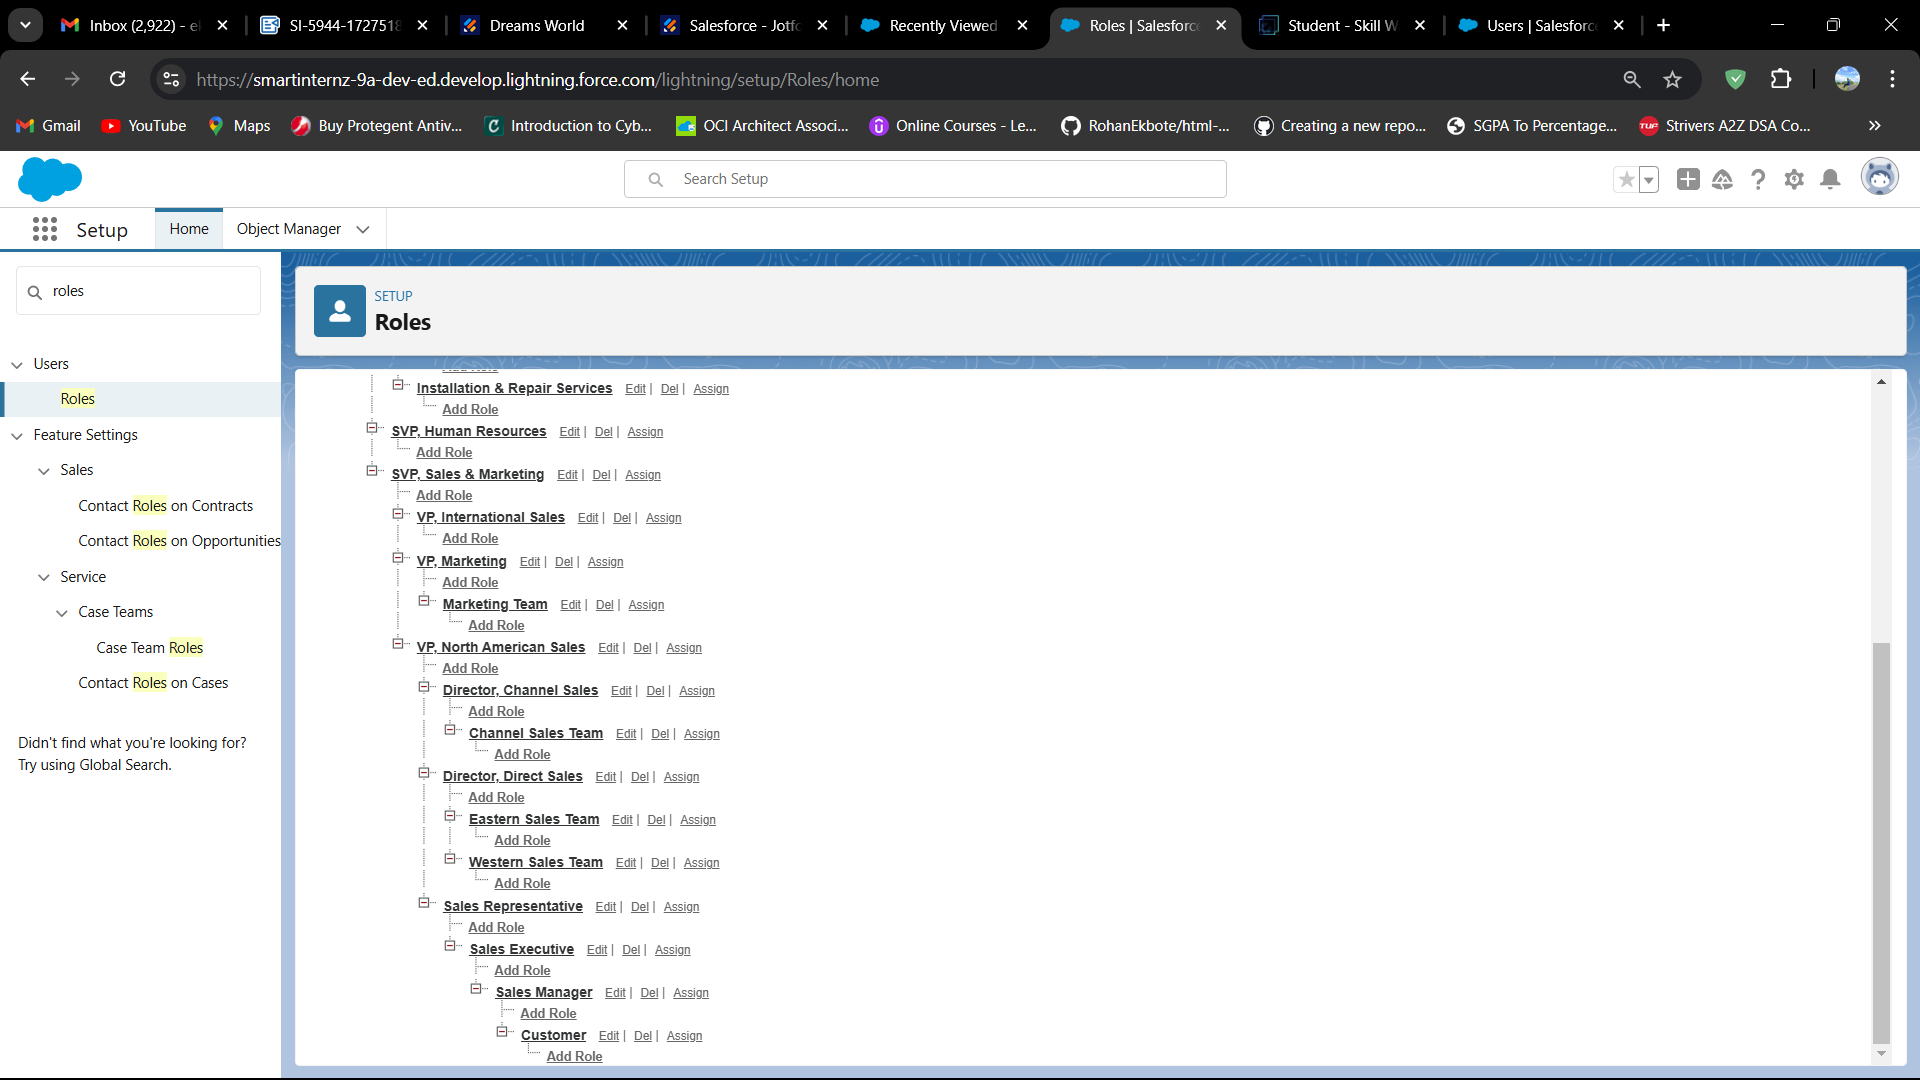 Inbox (2,922) - el
SI-5944-1727518
Dreams World
Salesforce - Jotfo
Recently Viewed
Roles | Salesforce
Student - Skill W
Users | Salesforce
https://smartinternz-9a-dev-ed.develop.lightning.force.com/lightning/setup/Roles/home
Gmail
YouTube
Maps
Buy Protegent Antiv...
Introduction to Cyb...
OCI Architect Associ...
Online Courses - Le...
RohanEkbote/html-...
Creating a new repo...
SGPA To Percentage...
TUF
Strivers A2Z DSA Co...
Search Setup
Setup
Home
Object Manager
roles
Users
Roles
Feature Settings
Sales
Contact Roles on Contracts
Contact Roles on Opportunities
Service
Case Teams
Case Team Roles
Contact Roles on Cases
Didn't find what you're looking for?
Try using Global Search.
SETUP
Roles
Add Role
Installation & Repair Services Edit | Del | Assign
Add Role
SVP, Human Resources Edit | Del | Assign
Add Role
SVP, Sales & Marketing Edit | Del | Assign
Add Role
VP, International Sales Edit | Del | Assign
Add Role
VP, Marketing Edit | Del | Assign
Add Role
Marketing Team Edit | Del | Assign
Add Role
VP, North American Sales Edit | Del | Assign
Add Role
Director, Channel Sales Edit | Del | Assign
Add Role
Channel Sales Team Edit | Del | Assign
Add Role
Director, Direct Sales Edit | Del | Assign
Add Role
Eastern Sales Team Edit | Del | Assign
Add Role
Western Sales Team Edit | Del | Assign
Add Role
Sales Representative Edit | Del | Assign
Add Role
Sales Executive Edit | Del | Assign
Add Role
Sales Manager Edit | Del | Assign
Add Role
Customer Edit | Del | Assign
Add Role